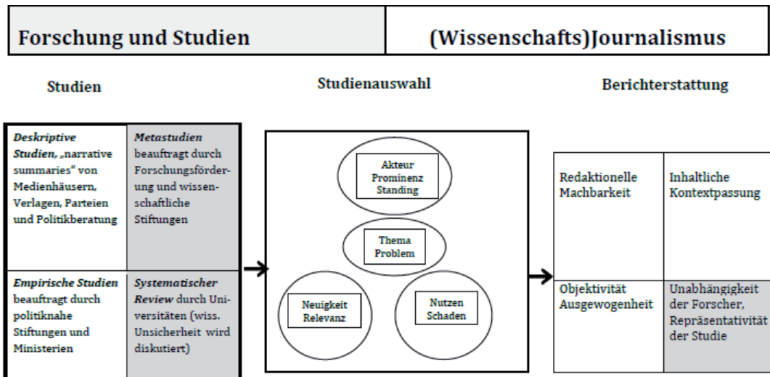 Forschung und Studien
(Wissenschafts)Journalismus
Studien
Studienauswahl
Berichterstattung
Deskriptive
Studien, „narrative
summaries" von
Medienhäusern,
Verlagen, Parteien
und Politikberatung
Metastudien
beauftragt durch
Forschungsförder-
ung und wissen-
schaftliche
Stiftungen
Empirische Studien
beauftragt durch
politiknahe
Stiftungen und
Ministerien
Systematischer
Review durch Uni-
versitäten (wiss.
Unsicherheit wird
diskutiert)
Akteur
Prominenz
Standing
Thema
Problem
Neuigkeit
Relevanz
Nutzen
Schaden
Redaktionelle
Machbarkeit
Inhaltliche
Kontextpassung
Objektivität
Ausgewogenheit
Unabhängigkeit
der Forscher,
Repräsentativität
der Studie